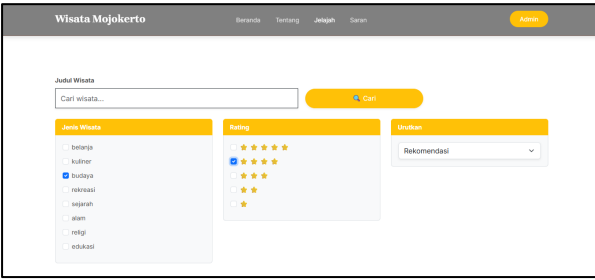 Wisata Mojokerto
Beranda Tentang Jelajah Saran
Admin
Judul Wisata
Cari wisata...
Cari
Jenis Wisata
belanja
kuliner
budaya
rekreasi
sejarah
alam
religi
edukasi
Rating
Urutkan
Rekomendasi